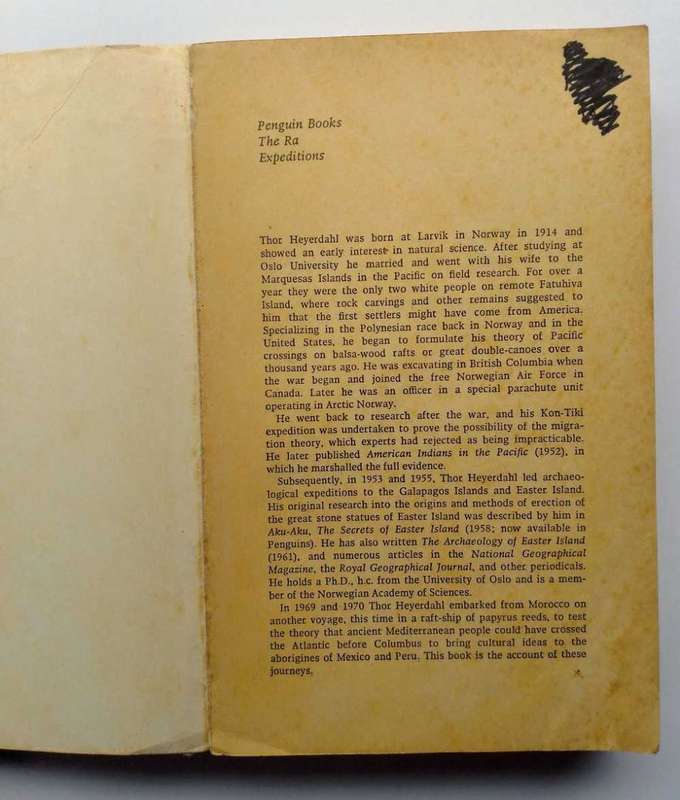 Penguin Books
The Ra
Expeditions
Thor Heyerdahl was born at Larvik in Norway in 1914 and
showed an early interest in natural science. After studying at
Oslo University he married and went with his wife to the
Marquesas Islands in the Pacific on field research. For over a
year they were the only two white people on remote Fatuhiva
Island, where rock carvings and other remains suggested to
him that the first settlers might have come from America.
Specializing in the Polynesian race back in Norway and in the
United States, he began to formulate his theory of Pacific
crossings on balsa-wood rafts or great double-canoes over a
thousand years ago. He was excavating in British Columbia when
the war began and joined the free Norwegian Air Force in
Canada. Later he was an officer in a special parachute unit
operating in Arctic Norway.
He went back to research after the war, and his Kon-Tiki
expedition was undertaken to prove the possibility of the migra-
tion theory, which experts had rejected as being impracticable.
He later published American Indians in the Pacific (1952), in
which he marshalled the full evidence.
Subsequently, in 1953 and 1955, Thor Heyerdahl led archaeo-
logical expeditions to the Galapagos Islands and Easter Island.
His original research into the origins and methods of erection of
the great stone statues of Easter Island was described by him in
Aku-Aku, The Secrets of Easter Island (1958; now available in
Penguins). He has also written The Archaeology of Easter Island
(1961), and numerous articles in the National Geographical
Magazine, the Royal Geographical Journal, and other periodicals.
He holds a Ph.D., h.c. from the University of Oslo and is a mem-
ber of the Norwegian Academy of Sciences.
In 1969 and 1970 Thor Heyerdahl embarked from Morocco on
another voyage, this time in a raft-ship of papyrus reeds, to test
the theory that ancient Mediterranean people could have crossed
the Atlantic before Columbus to bring cultural ideas to the
aborigines of Mexico and Peru. This book is the account of these
journeys.